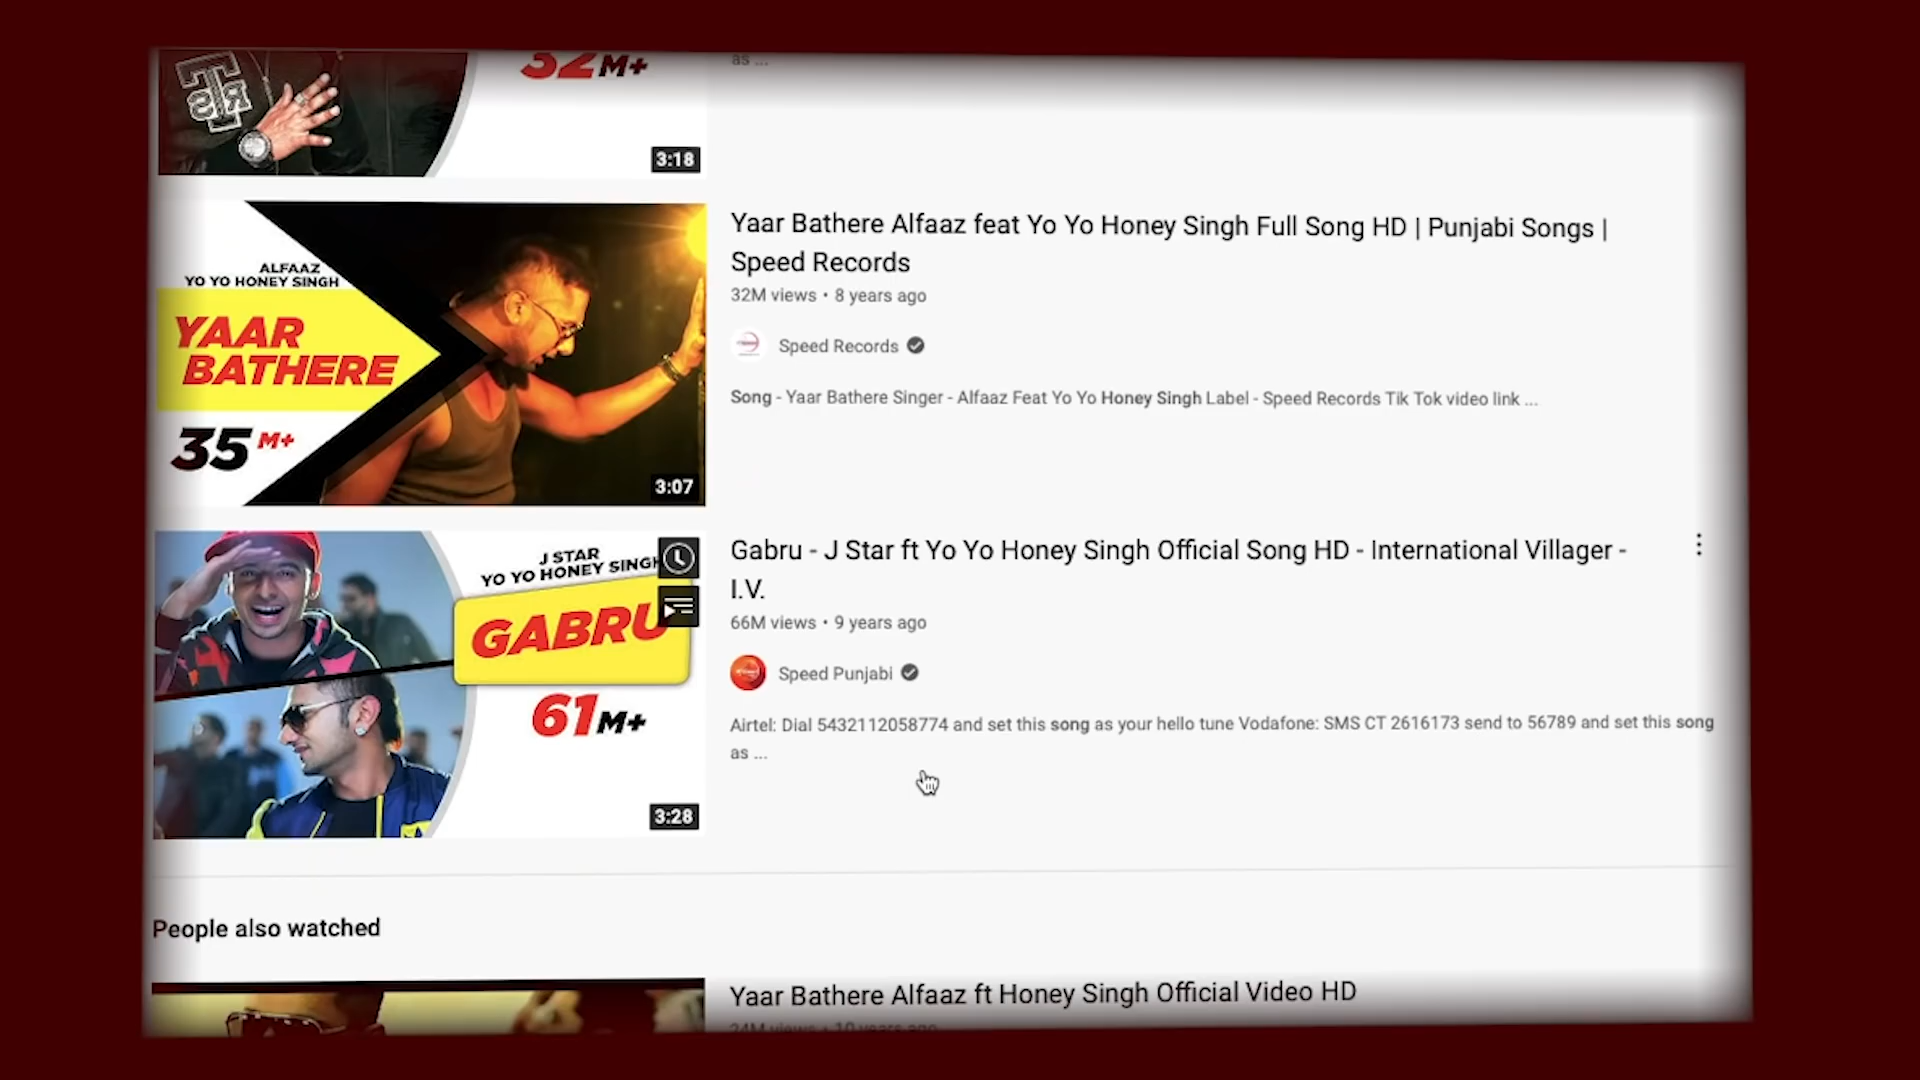 32M+
as ...
3:18
ALFAAZ
YO YO HONEY SINGH
YAAR
BATHERE
35 M+
3:07
Yaar Bathere Alfaaz feat Yo Yo Honey Singh Full Song HD | Punjabi Songs |
Speed Records
32M views • 8 years ago
Speed Records
Song - Yaar Bathere Singer - Alfaaz Feat Yo Yo Honey Singh Label - Speed Records Tik Tok video link ...
J STAR
YO YO HONEY SINGH
GABRU
61M+
3:28
Gabru - J Star ft Yo Yo Honey Singh Official Song HD - International Villager -
I.V.
66M views • 9 years ago
Speed Punjabi
Airtel: Dial 5432112058774 and set this song as your hello tune Vodafone: SMS CT 2616173 send to 56789 and set this song
as ...
People also watched
Yaar Bathere Alfaaz ft Honey Singh Official Video HD
24M views • 10 years ago